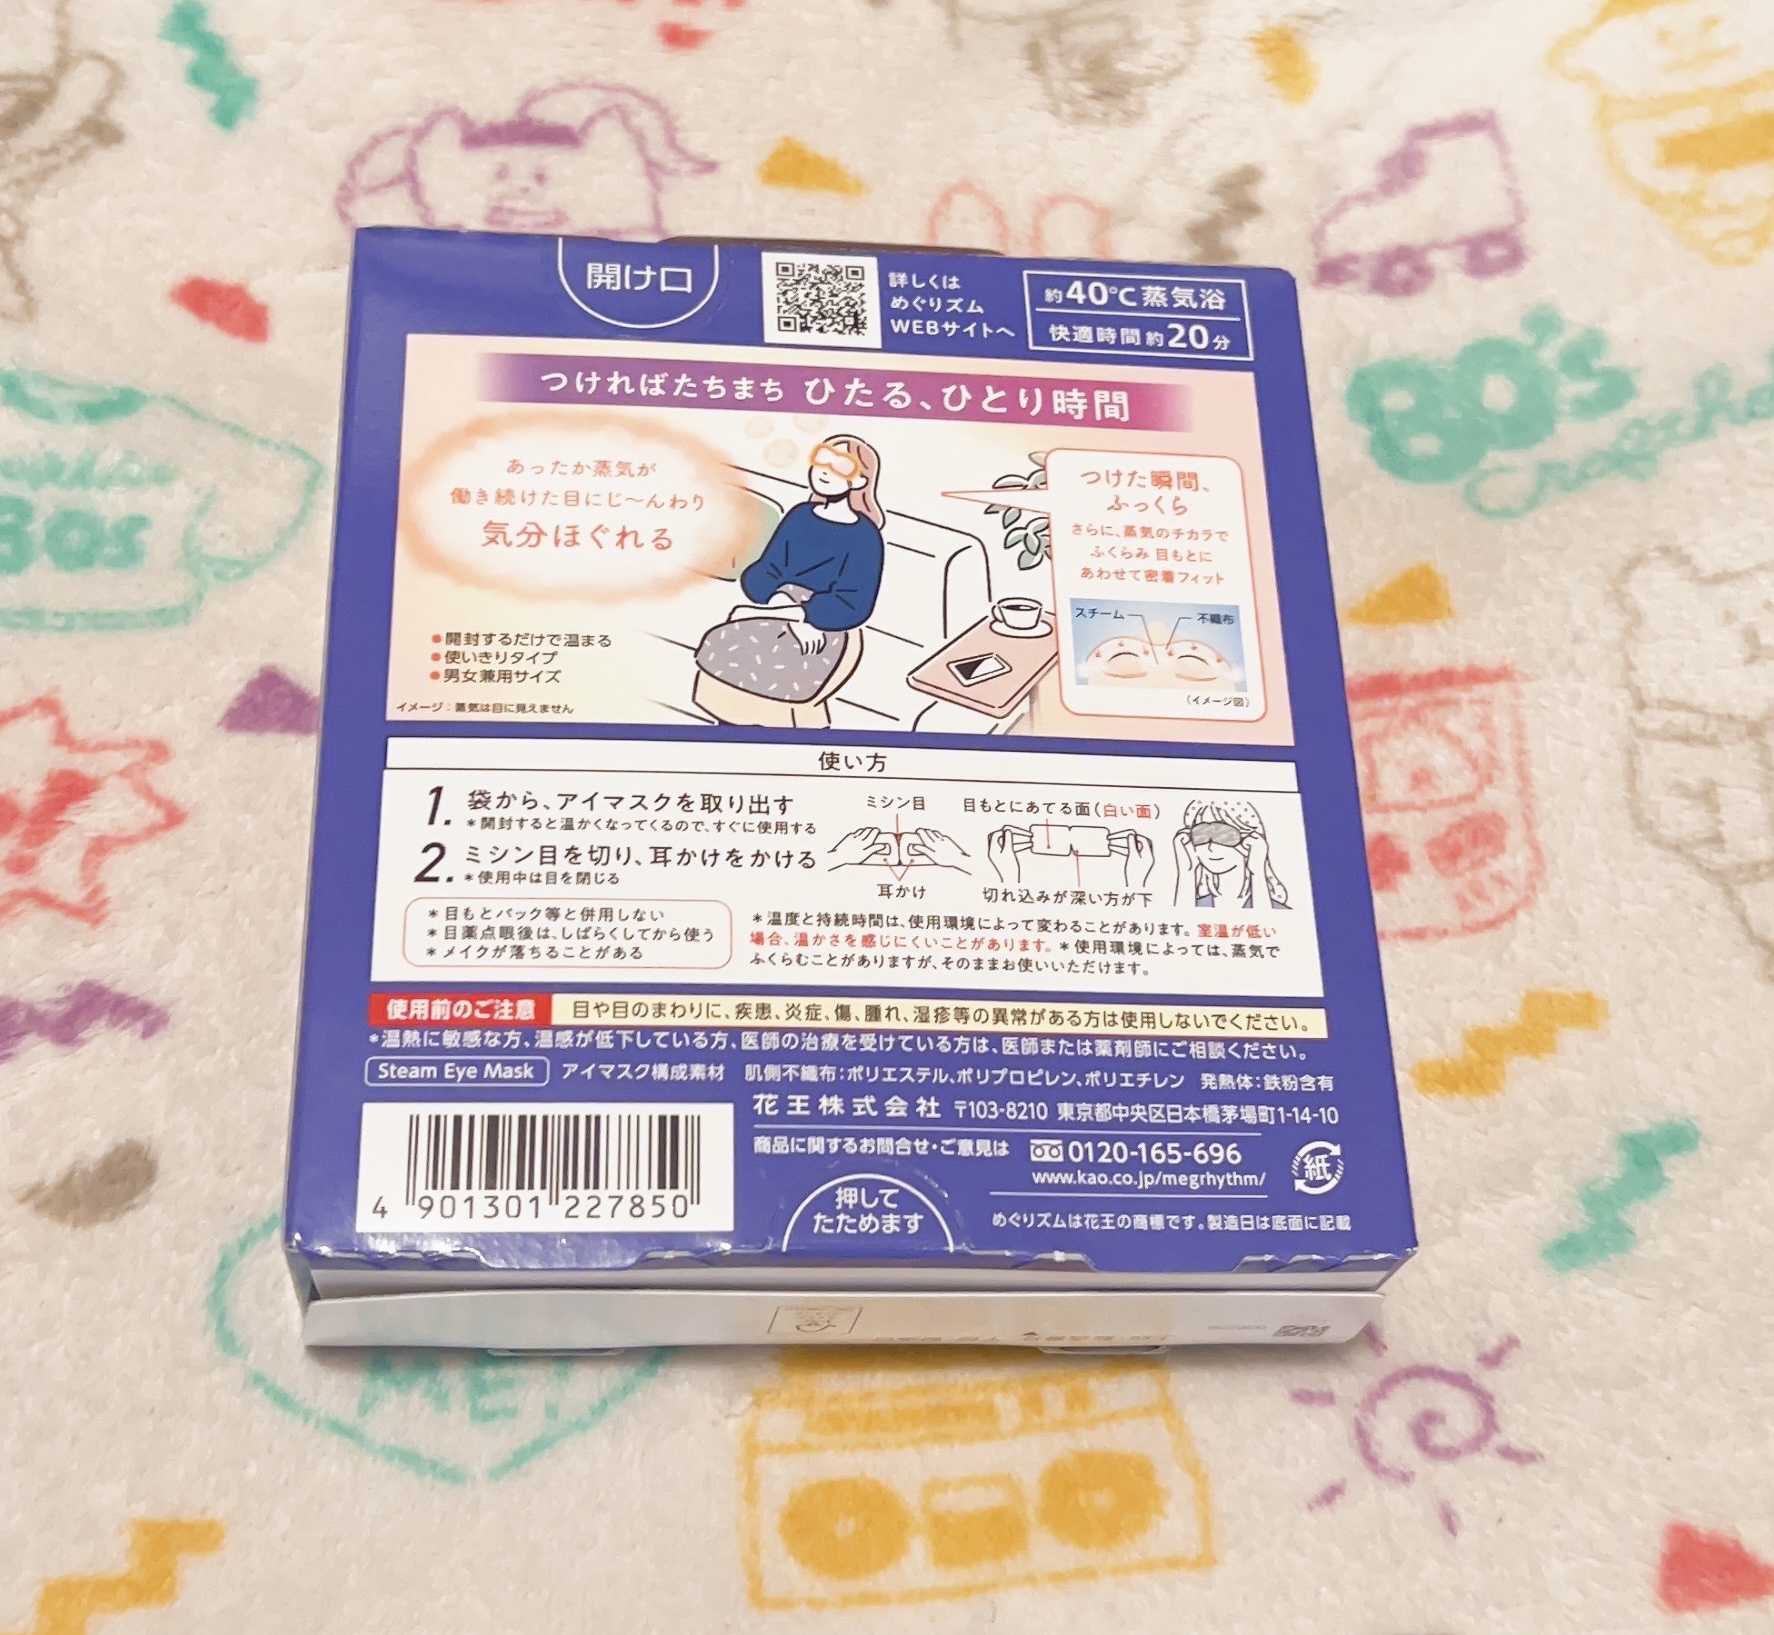 開け口
詳しくは
めぐりズム
WEBサイトへ
約40℃蒸気浴
快適時間約20分
つければたちまち ひたる、ひとり時間
あったか蒸気が
働き続けた目にじ〜んわり
気分ほぐれる
●開封するだけで温まる
●使いきりタイプ
●男女兼用サイズ
イメージ:蒸気は目に見えません
つけた瞬間、
ふっくら
さらに、蒸気のチカラで
ふくらみ 目もとに
あわせて密着フィット
スチーム
不織布
(イメージ図)
使い方
1. 袋から、アイマスクを取り出す
*開封すると温かくなってくるので、すぐに使用する
2. ミシン目を切り、耳かけをかける
*使用中は目を閉じる
ミシン目
耳かけ
目もとにあてる面(白い面)
切れ込みが深い方が下
*目もとパック等と併用しない
*目薬点眼後は、しばらくしてから使う
*メイクが落ちることがある
*温度と持続時間は、使用環境によって変わることがあります。室温が低い
場合、温かさを感じにくいことがあります。*使用環境によっては、蒸気で
ふくらむことがありますが、そのままお使いいただけます。
使用前のご注意 目や目のまわりに、疾患、炎症、傷、腫れ、湿疹等の異常がある方は使用しないでください。
*温熱に敏感な方、温感が低下している方、医師の治療を受けている方は、医師または薬剤師にご相談ください。
Steam Eye Mask アイマスク構成素材 肌側不織布:ポリエステル、ポリプロピレン、ポリエチレン 発熱体:鉄粉含有
花王株式会社 〒103-8210 東京都中央区日本橋茅場町1-14-10
商品に関するお問合せ・ご意見は 0120-165-696
www.kao.co.jp/megrhythm/
紙
めぐりズムは花王の商標です。製造日は底面に記載
4 901301 227850
押して
たためます
80's